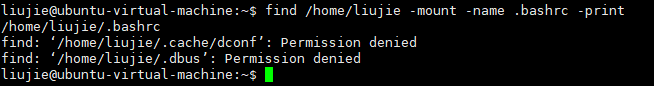 liujie@ubuntu-virtual-machine:~$ find /home/liujie -mount -name .bashrc -print
/home/liujie/.bashrc
find: ‘/home/liujie/.cache/dconf’: Permission denied
find: ‘/home/liujie/.dbus’: Permission denied
liujie@ubuntu-virtual-machine:~$